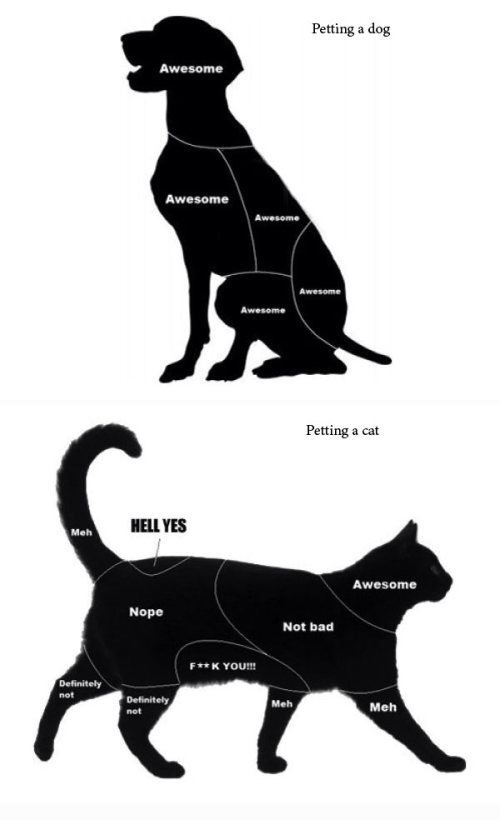 Petting a dog
Awesome
Awesome
Awesome
Awesome
Awesome
Petting a cat
Meh
HELL YES
Awesome
Nope
Not bad
F**K YOU!!!
Definitely
not
Definitely
not
Meh
Meh